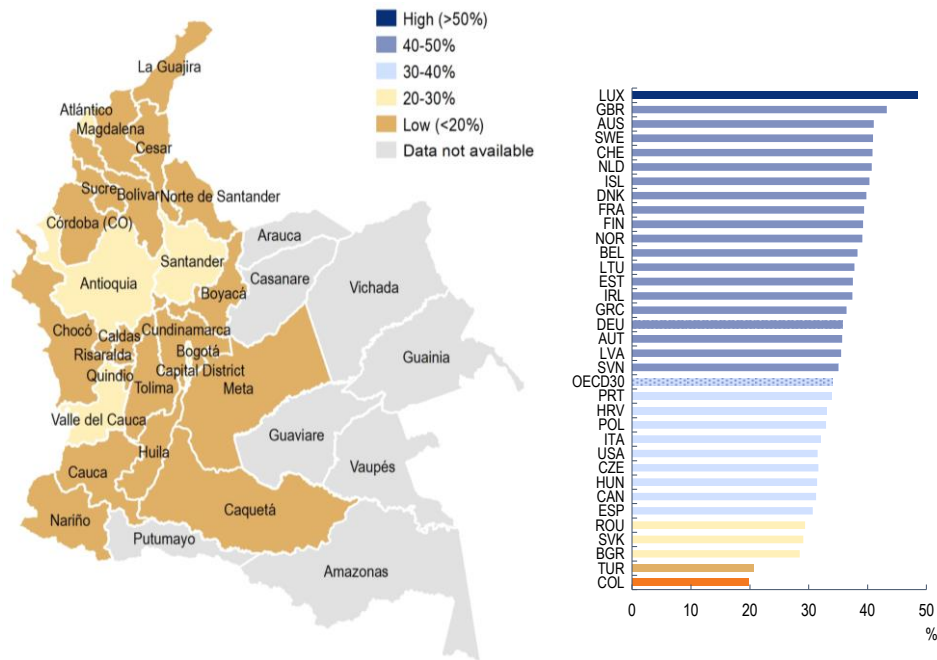 High (>50%)
40-50%
30-40%
20-30%
Low (<20%)
Data not available
La Guajira
Atlántico
Magdalena
Cesar
Sucre
Bolivar
Norte de Santander
Córdoba (CO)
Arauca
Santander
Casanare
Antioquia
Boyacá
Vichada
Chocó
Caldas
Cundinamarca
Risaralda
Bogotá
Capital District
Guainia
Quindio
Tolima
Meta
Valle del Cauca
Guaviare
Huila
Vaupés
Cauca
Caquetá
Nariño
Putumayo
Amazonas
LUX
GBR
AUS
SWE
CHE
NLD
ISL
DNK
FRA
FIN
NOR
BEL
LTU
EST
IRL
GRC
DEU
AUT
LVA
SVN
OECD30
PRT
HRV
POL
ITA
USA
CZE
HUN
CAN
ESP
ROU
SVK
BGR
TUR
COL
0 10 20 30 40 50
%